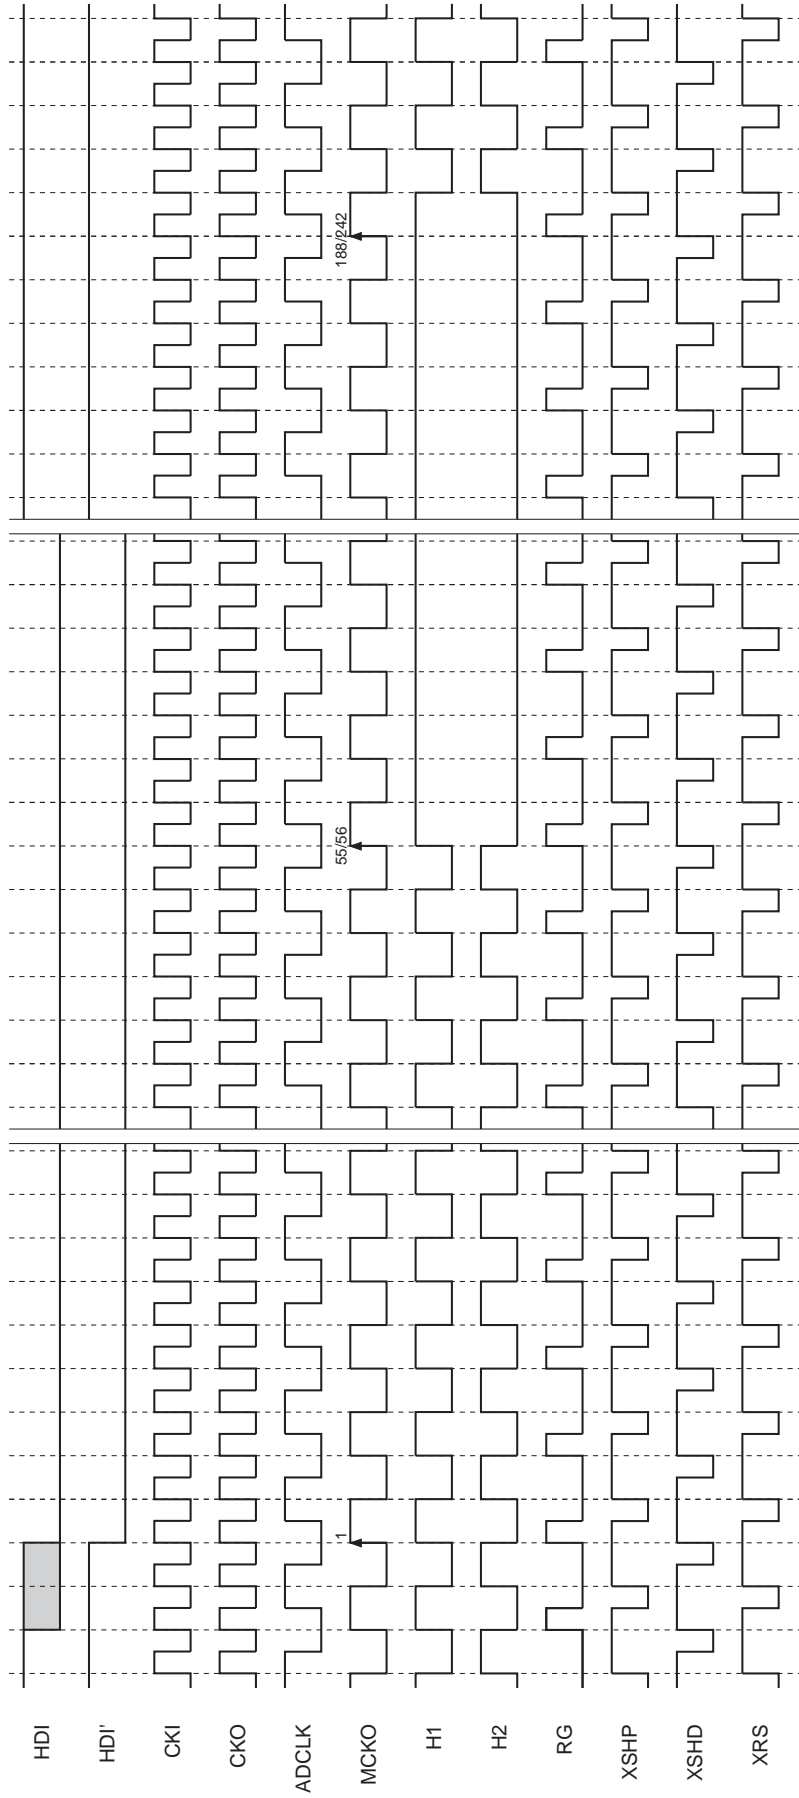 HDI
HDI'
CKI
CKO
ADCLK
MCKO
H1
H2
RG
XSHP
XSHD
XRS
1
55/56
188/242